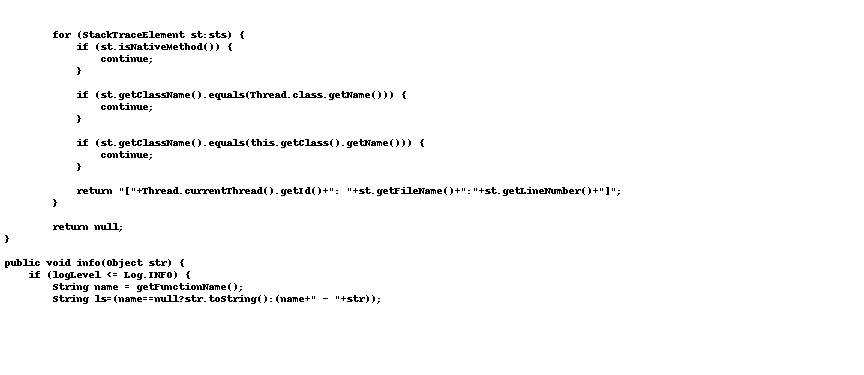 for (StackTraceElement st:sts) {
if (st.isNativeMethod()) {
continue;
}
if (st.getClassName().equals(Thread.class.getName())) {
continue;
}
if (st.getClassName().equals(this.getClass().getName())) {
continue;
}
return "["+Thread.currentThread().getId()+": "+st.getFileName()+":"+st.getLineNumber()+"]";
}
return null;
}
public void info(Object str) {
if (logLevel <= Log.INFO) {
String name = getFunctionName();
String ls=(name==null?str.toString():(name+" - "+str));